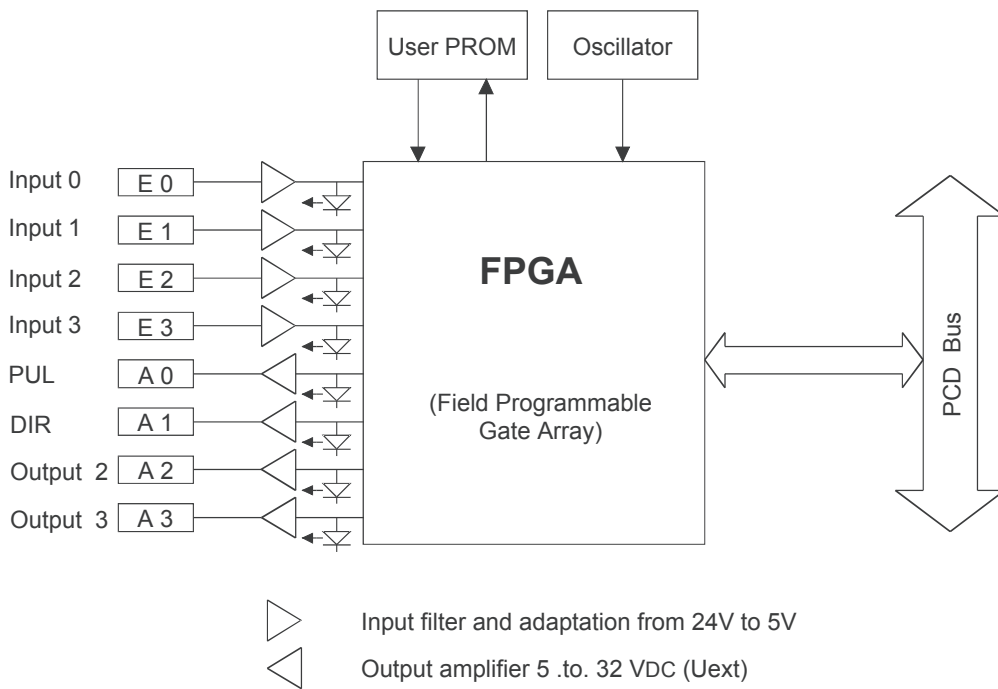 User PROM
Oscillator
Input 0
E 0
Input 1
E 1
Input 2
E 2
Input 3
E 3
PUL
A 0
DIR
A 1
Output 2
A 2
Output 3
A 3
FPGA
(Field Programmable
Gate Array)
PCD Bus
Input filter and adaptation from 24V to 5V
Output amplifier 5 .to. 32 VDC (Uext)